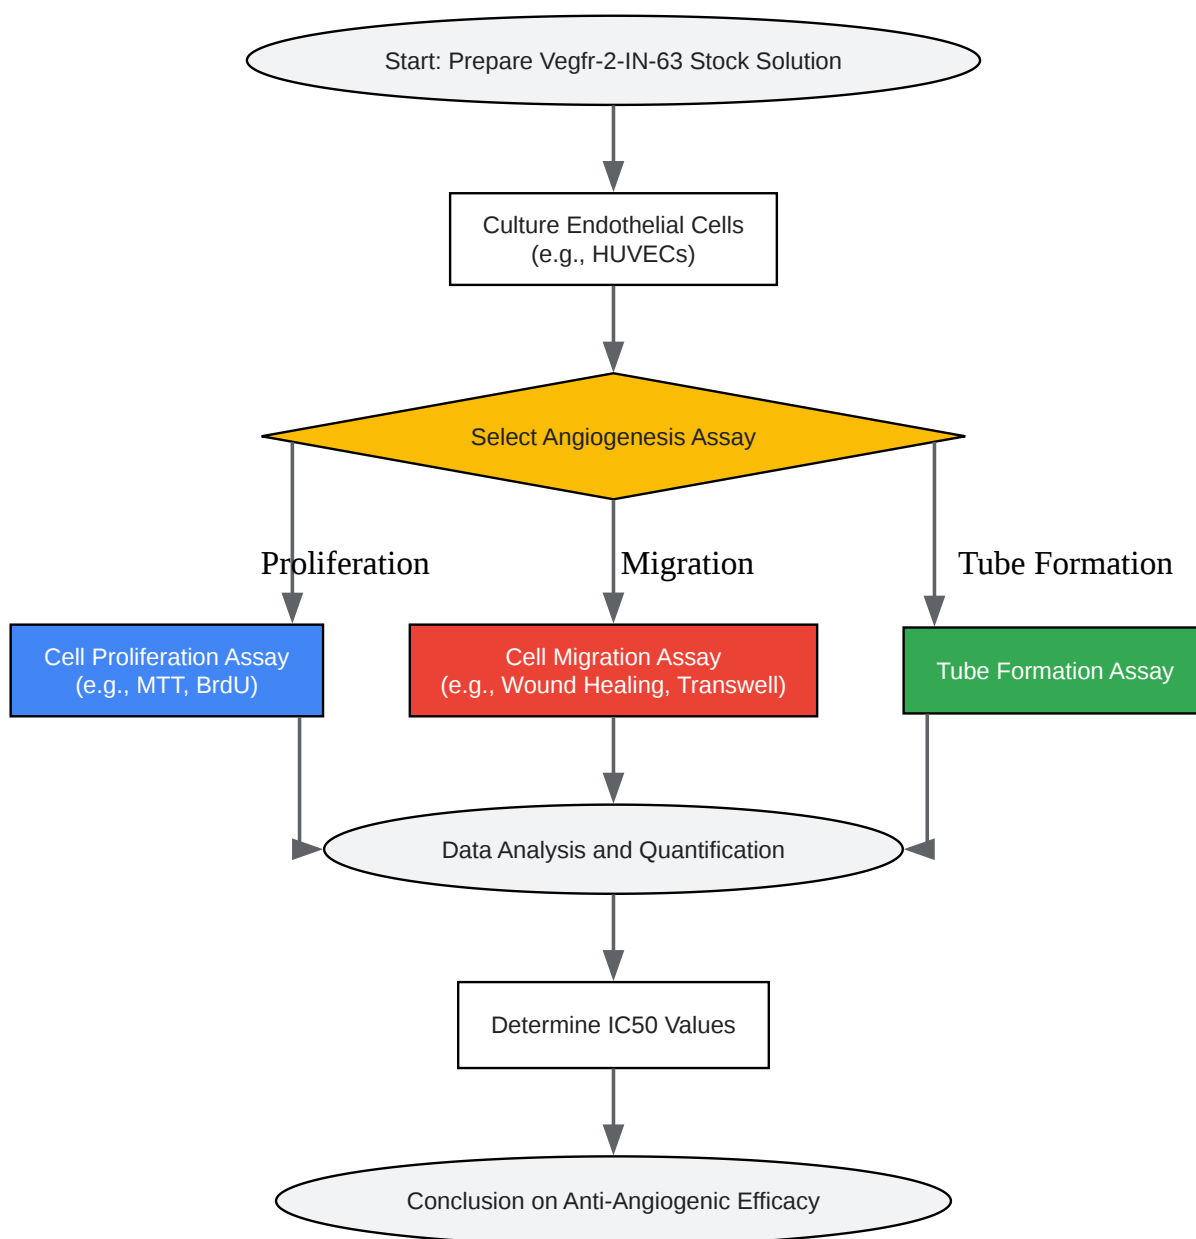 Start: Prepare Vegfr-2-IN-63 Stock Solution
Culture Endothelial Cells
(e.g., HUVECs)
Select Angiogenesis Assay
Proliferation
Migration
Tube Formation
Cell Proliferation Assay
(e.g., MTT, BrdU)
Cell Migration Assay
(e.g., Wound Healing, Transwell)
Tube Formation Assay
Data Analysis and Quantification
Determine IC50 Values
Conclusion on Anti-Angiogenic Efficacy